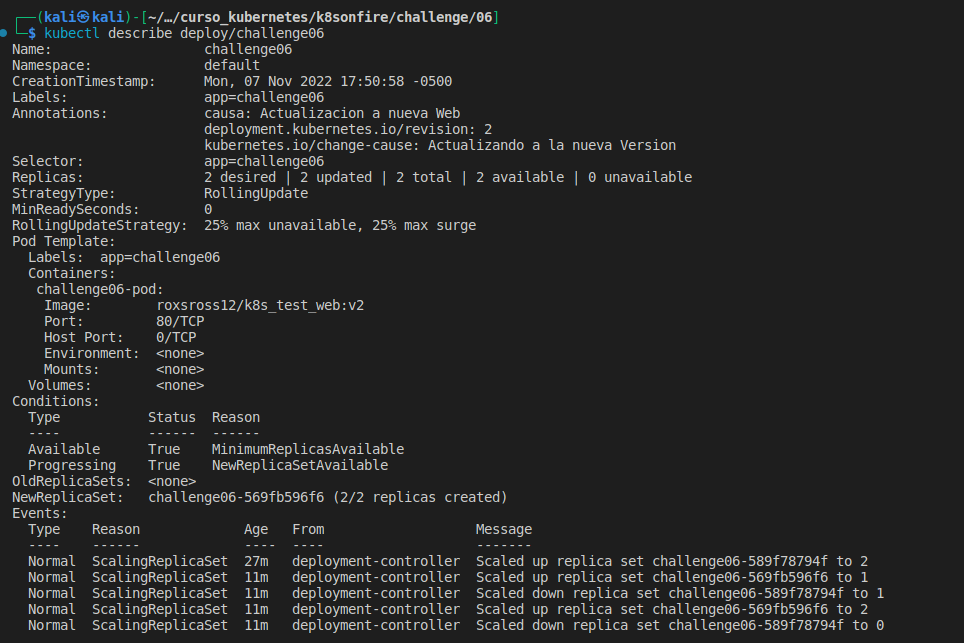 ┌──(kali㉿kali)-[~/…/curso_kubernetes/k8sonfire/challenge/06]
└─$ kubectl describe deploy/challenge06
Name:                   challenge06
Namespace:              default
CreationTimestamp:      Mon, 07 Nov 2022 17:50:58 -0500
Labels:                 app=challenge06
Annotations:            causa: Actualizacion a nueva Web
                        deployment.kubernetes.io/revision: 2
                        kubernetes.io/change-cause: Actualizando a la nueva Version
Selector:               app=challenge06
Replicas:               2 desired | 2 updated | 2 total | 2 available | 0 unavailable
StrategyType:           RollingUpdate
MinReadySeconds:        0
RollingUpdateStrategy:  25% max unavailable, 25% max surge
Pod Template:
  Labels:  app=challenge06
  Containers:
   challenge06-pod:
    Image:        roxsross12/k8s_test_web:v2
    Port:         80/TCP
    Host Port:    0/TCP
    Environment:  <none>
    Mounts:       <none>
  Volumes:        <none>
Conditions:
  Type           Status  Reason
  ----           ------  ------
  Available      True    MinimumReplicasAvailable
  Progressing    True    NewReplicaSetAvailable
OldReplicaSets:  <none>
NewReplicaSet:   challenge06-569fb596f6 (2/2 replicas created)
Events:
  Type    Reason             Age   From                   Message
  ----    ------             ----  ----                   -------
  Normal  ScalingReplicaSet  27m   deployment-controller  Scaled up replica set challenge06-589f78794f to 2
  Normal  ScalingReplicaSet  11m   deployment-controller  Scaled up replica set challenge06-569fb596f6 to 1
  Normal  ScalingReplicaSet  11m   deployment-controller  Scaled down replica set challenge06-589f78794f to 1
  Normal  ScalingReplicaSet  11m   deployment-controller  Scaled up replica set challenge06-569fb596f6 to 2
  Normal  ScalingReplicaSet  11m   deployment-controller  Scaled down replica set challenge06-589f78794f to 0